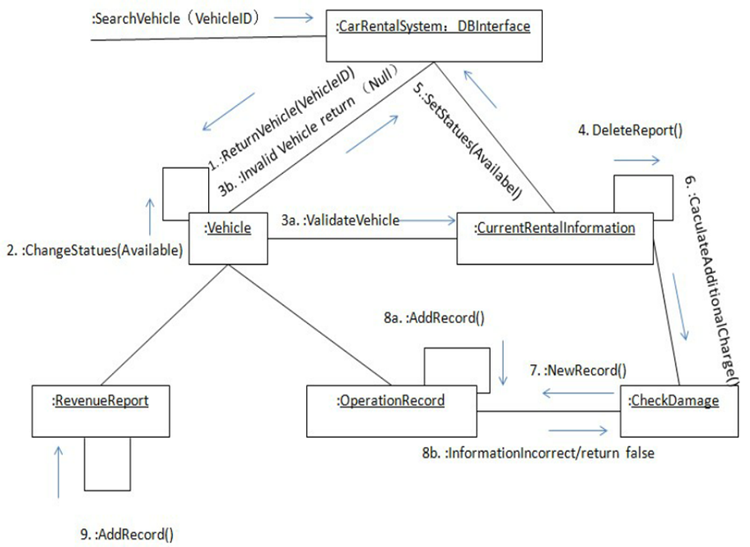 :SearchVehicle（VehicleID）
:CarRentalSystem：DBInterface
1. :ReturnVehicle(VehicleID)
3b. :Invalid Vehicle return （Null）
5.:SetStatues(Availabel)
4. DeleteReport()
6. :CaculateAdditionalCharge()
:Vehicle
3a. :ValidateVehicle
:CurrentRentalInformation
2. :ChangeStatues(Available)
8a. :AddRecord()
7. :NewRecord()
:RevenueReport
:OperationRecord
:CheckDamage
8b. :InformationIncorrect/return false
9. :AddRecord()